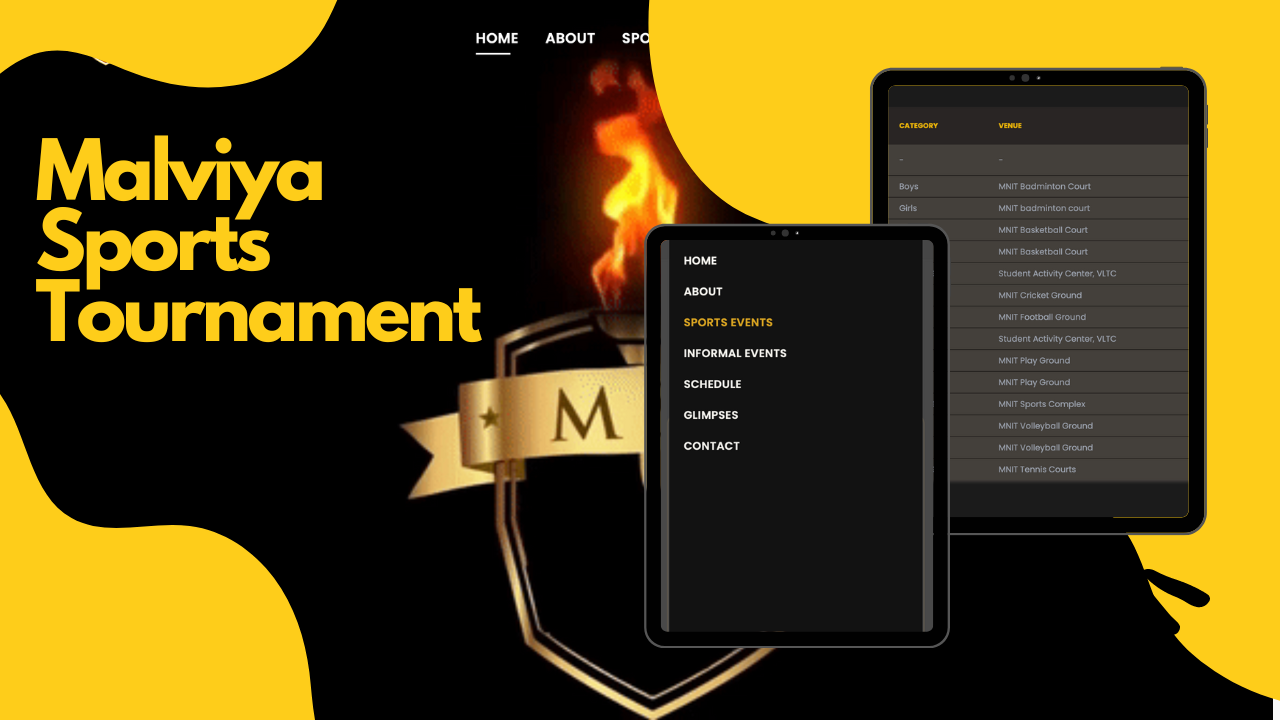 HOME ABOUT SPO
Malviya
Sports
Tournament
M
HOME
ABOUT
SPORTS EVENTS
INFORMAL EVENTS
SCHEDULE
GLIMPSES
CONTACT
CATEGORY VENUE
- -
Boys MNIT Badminton Court
Girls MNIT badminton court
MNIT Basketball Court
MNIT Basketball Court
Student Activity Center, VLTC
MNIT Cricket Ground
MNIT Football Ground
Student Activity Center, VLTC
MNIT Play Ground
MNIT Play Ground
MNIT Sports Complex
MNIT Volleyball Ground
MNIT Volleyball Ground
MNIT Tennis Courts